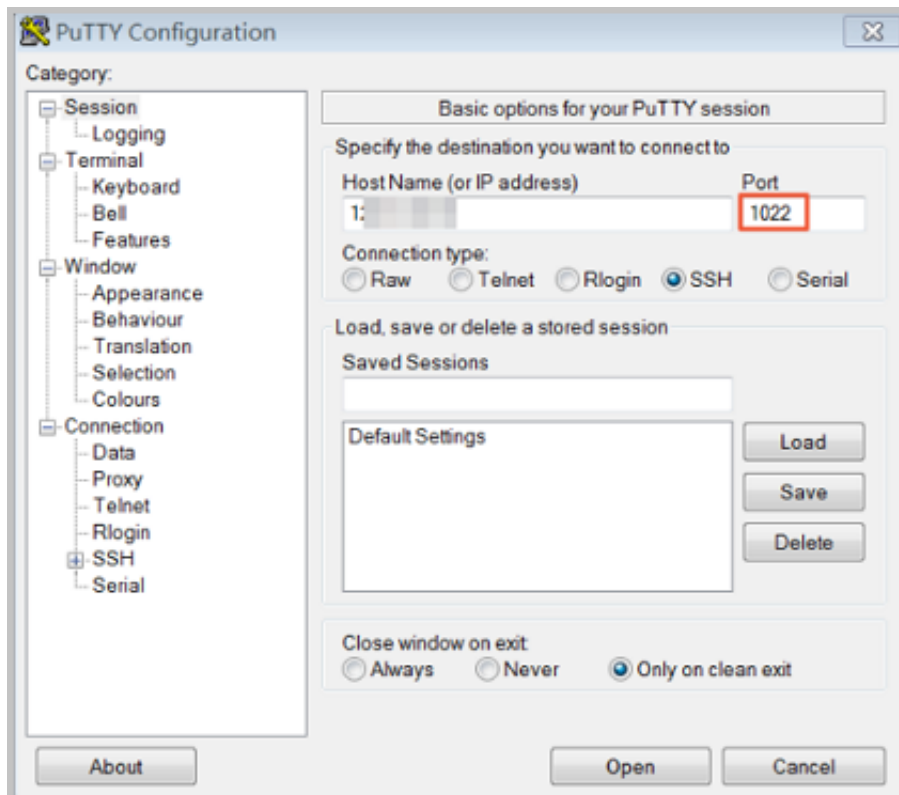 PuTTY Configuration
Category:
Session
Logging
Terminal
Keyboard
Bell
Features
Window
Appearance
Behaviour
Translation
Selection
Colours
Connection
Data
Proxy
Telnet
Rlogin
SSH
Serial
Basic options for your PuTTY session
Specify the destination you want to connect to
Host Name (or IP address) Port
1022
Connection type:
Raw Telnet Rlogin SSH Serial
Load, save or delete a stored session
Saved Sessions
Default Settings
Load
Save
Delete
Close window on exit:
Always Never Only on clean exit
About Open Cancel